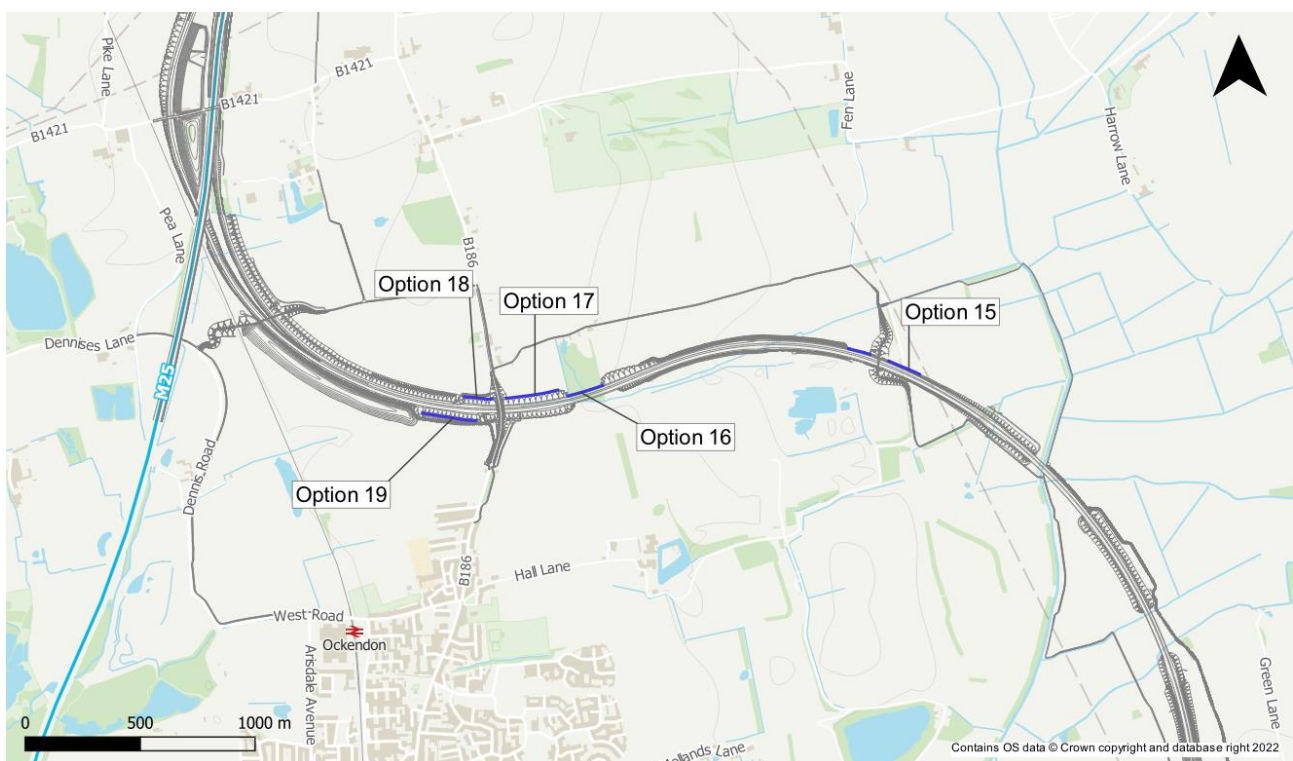 Pike Lane
B1421
B1421
B1421
Fen Lane
Harrow Lane
Pea Lane
B186
Option 18
Option 17
Option 15
Dennises Lane
M25
Option 16
Option 19
Dennis Road
B186
Hall Lane
West Road
Ockendon
Arisdale Avenue
Green Lane
0 500 1000 m
Contains OS data © Crown copyright and database right 2022